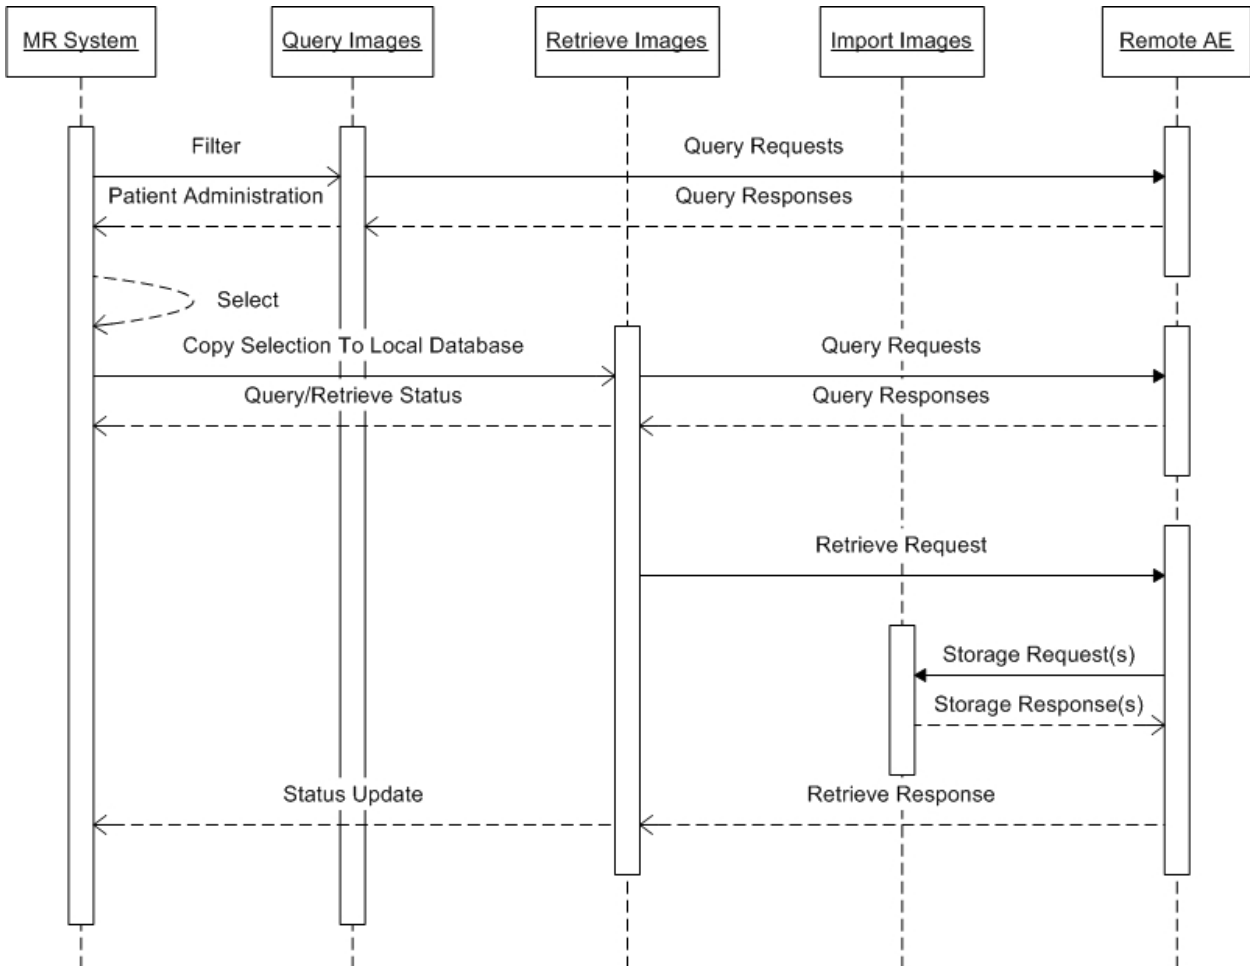 MR System
Query Images
Retrieve Images
Import Images
Remote AE
Filter
Query Requests
Patient Administration
Query Responses
Select
Copy Selection To Local Database
Query Requests
Query/Retrieve Status
Query Responses
Retrieve Request
Storage Request(s)
Storage Response(s)
Status Update
Retrieve Response